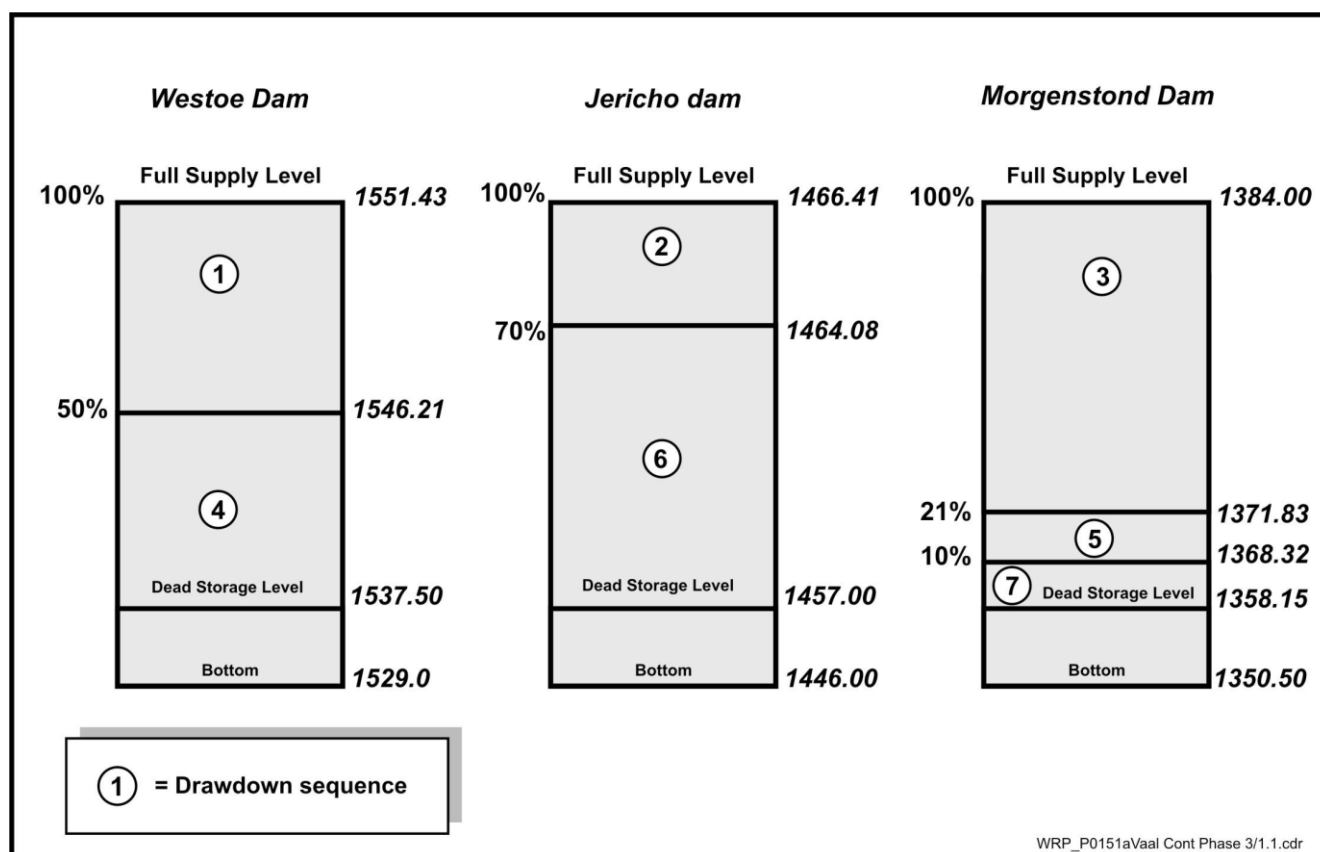 Westoe Dam
Jericho dam
Morgenstond Dam
Full Supply Level
Full Supply Level
Full Supply Level
100%
1551.43
100%
1466.41
100%
1384.00
1
2
3
70%
1464.08
50%
1546.21
6
4
21%
1371.83
5
10%
1368.32
Dead Storage Level
1537.50
Dead Storage Level
1457.00
7
Dead Storage Level
1358.15
Bottom
1529.0
Bottom
1446.00
Bottom
1350.50
1 = Drawdown sequence
WRP_P0151aVaal Cont Phase 3/1.1.cdr